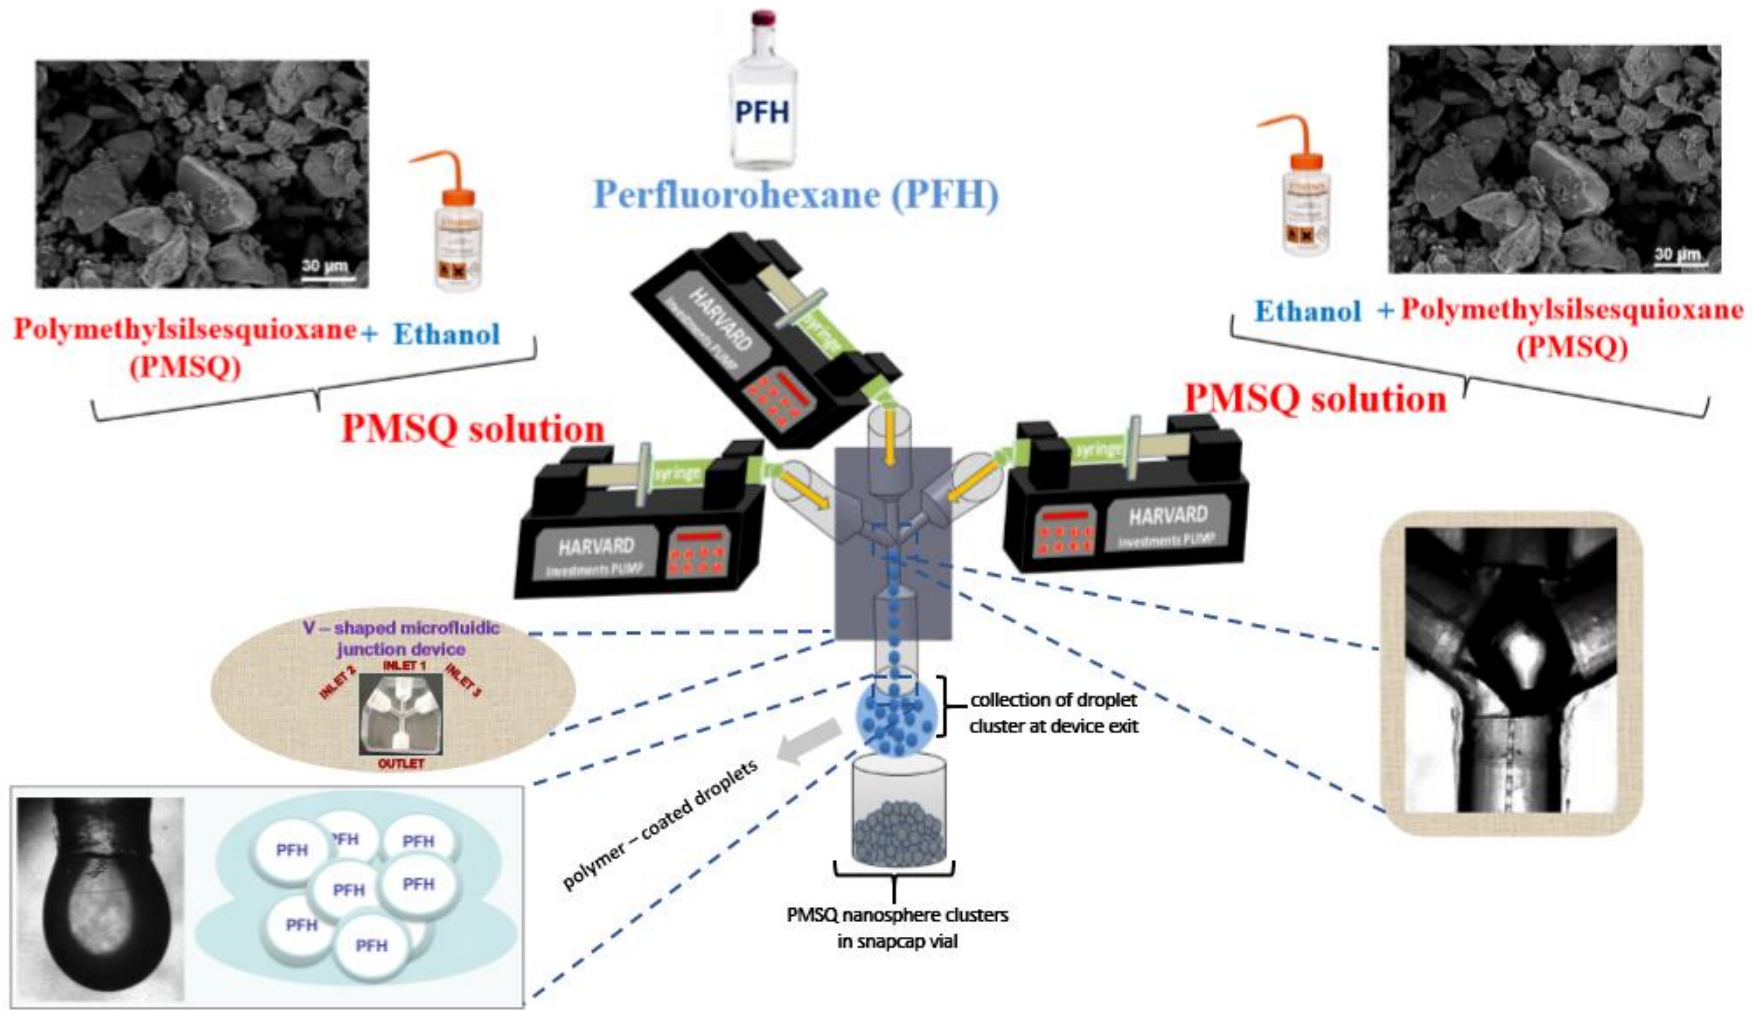 PFH
Perfluorohexane (PFH)
30 µm
30 µm
Polymethylsilsesquioxane + Ethanol
(PMSQ)
Ethanol + Polymethylsilsesquioxane
(PMSQ)
PMSQ solution
PMSQ solution
HARVARD
Investments PUMP
syringe
syringe
HARVARD
Investments PUMP
syringe
HARVARD
Investments PUMP
V – shaped microfluidic
junction device
INLET 1
INLET 2
INLET 3
OUTLET
collection of droplet
cluster at device exit
polymer – coated droplets
PFH
PFH
PFH
PFH
PFH
PFH
PFH
PMSQ nanosphere clusters
in snapcap vial